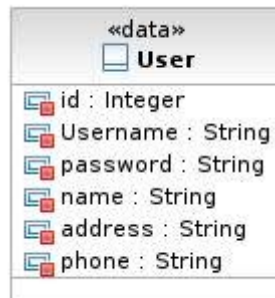 «data»
User
id : Integer
Username : String
password : String
name : String
address : String
phone : String